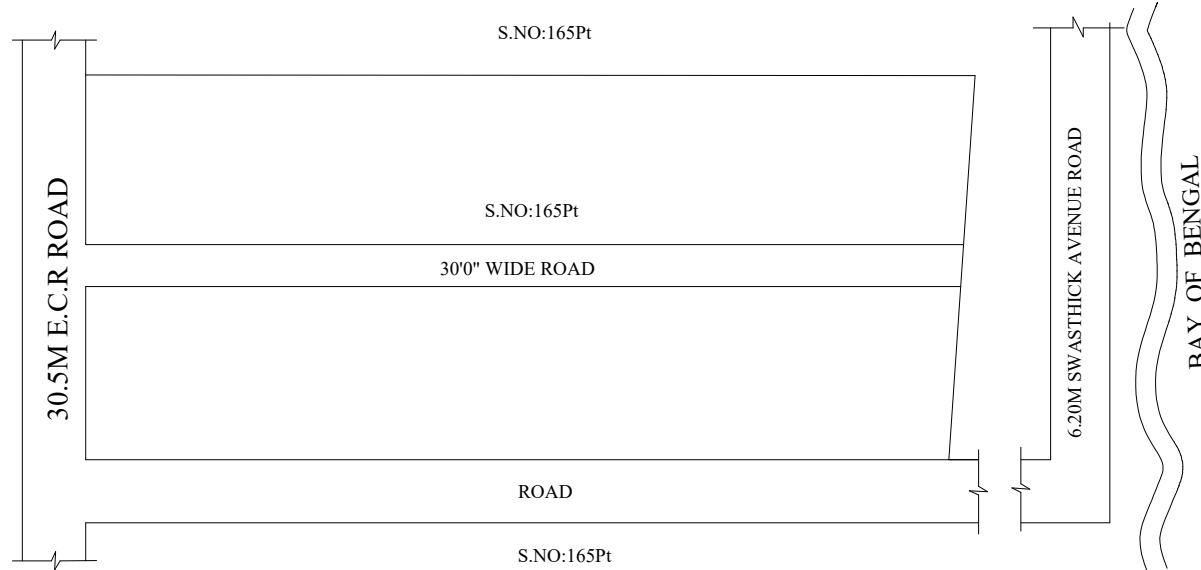 S.NO:165Pt
30.5M E.C.R ROAD
S.NO:165Pt
30'0" WIDE ROAD
6.20M SWASTHICK AVENUE ROAD
BAY OF BENGAL
ROAD
S.NO:165Pt